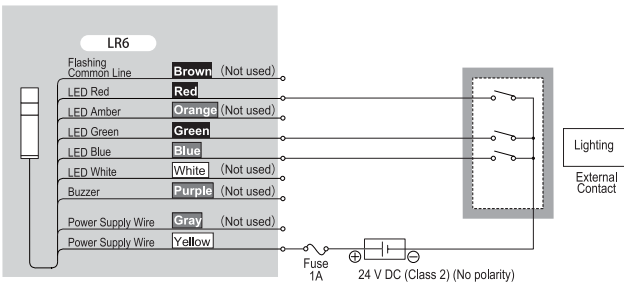 LR6
Flashing
Common Line Brown (Not used)
LED Red Red
LED Amber Orange (Not used)
LED Green Green
LED Blue Blue
LED White White (Not used)
Buzzer Purple (Not used)
Power Supply Wire Gray (Not used)
Power Supply Wire Yellow
Fuse
1A
⊕ ⊖
24 V DC (Class 2) (No polarity)
Lighting
External
Contact